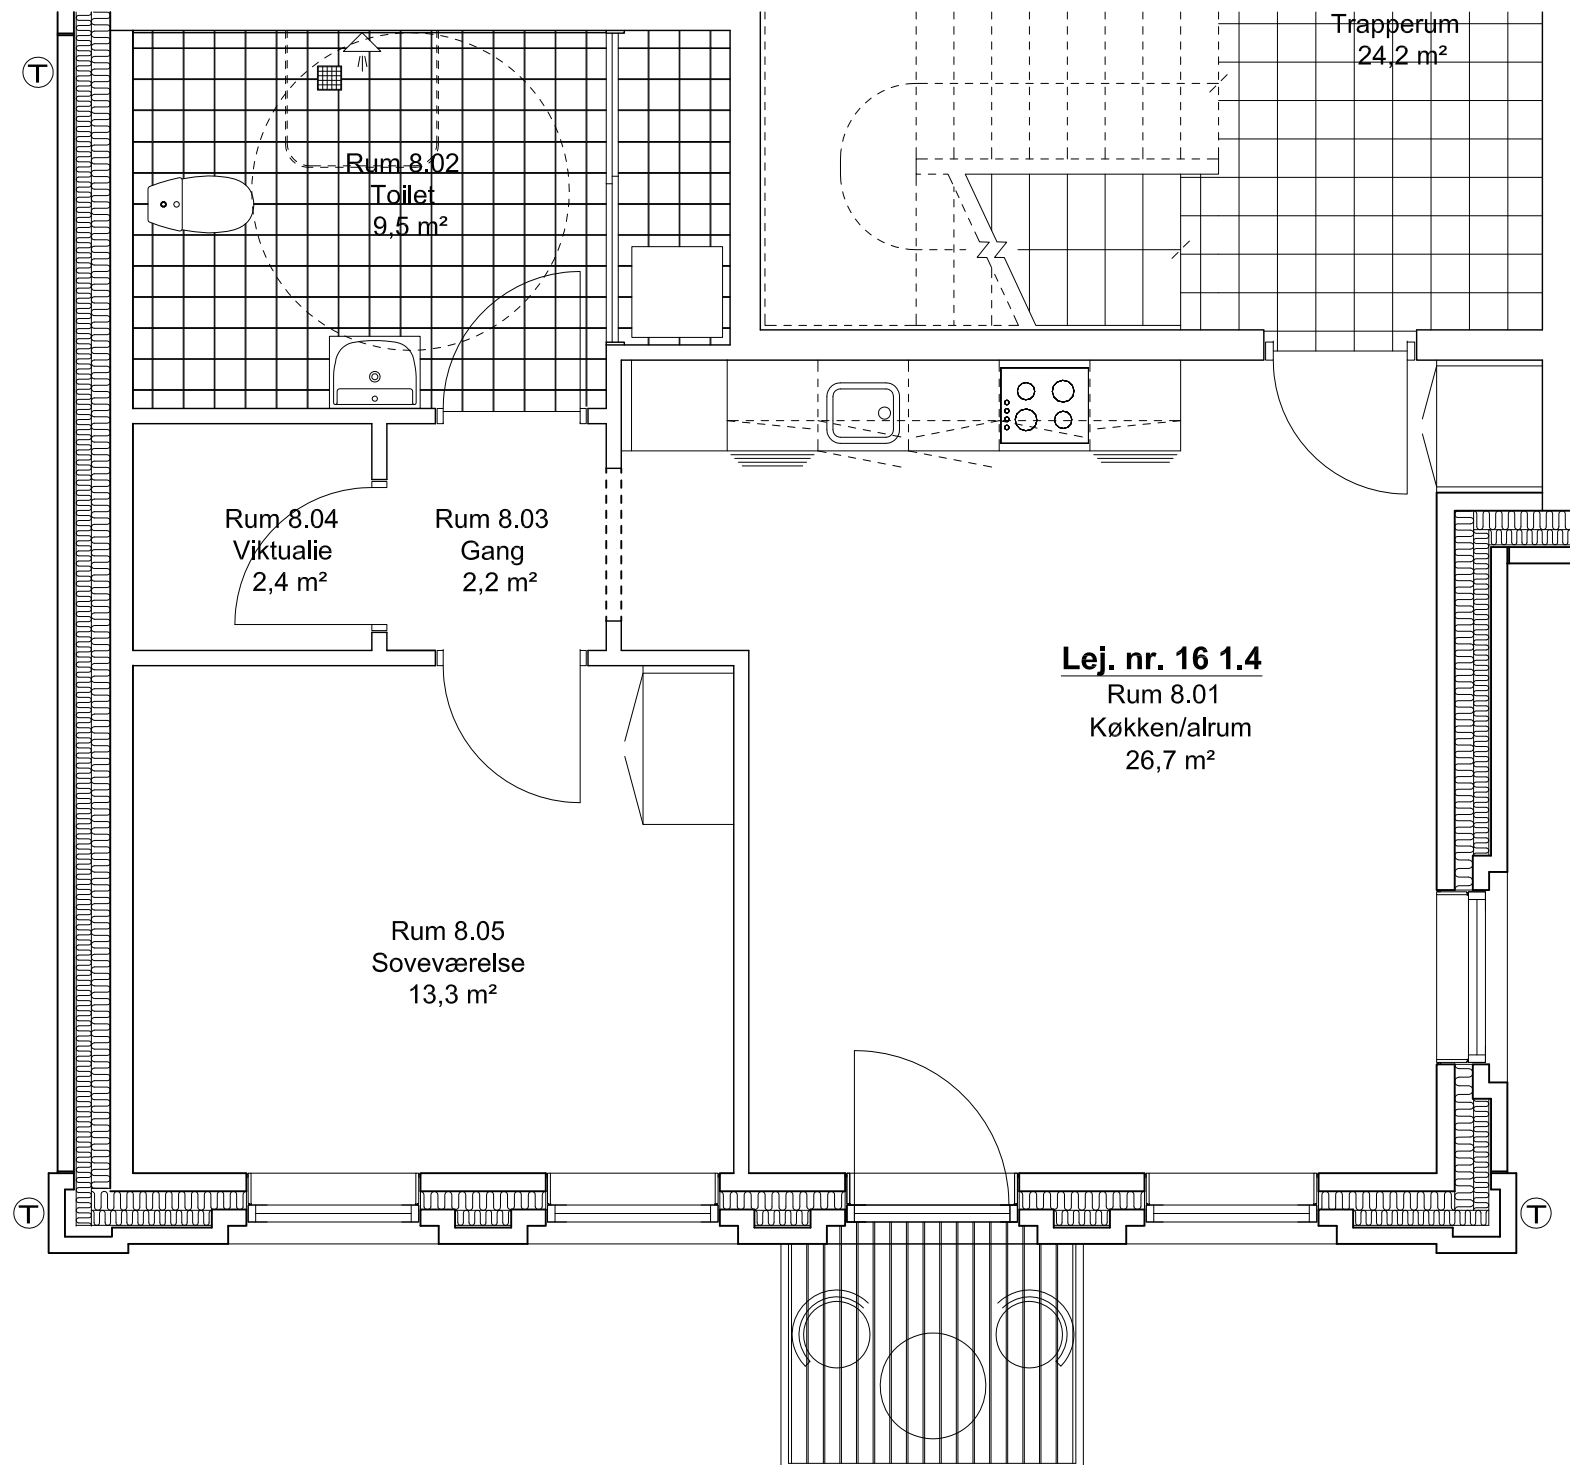 Trapperum
24,2 m²
T
Rum 8.02
Toilet
9,5 m²
Rum 8.04
Viktualie
2,4 m²
Rum 8.03
Gang
2,2 m²
Lej. nr. 16 1.4
Rum 8.01
Køkken/alrum
26,7 m²
Rum 8.05
Soveværelse
13,3 m²
T
T